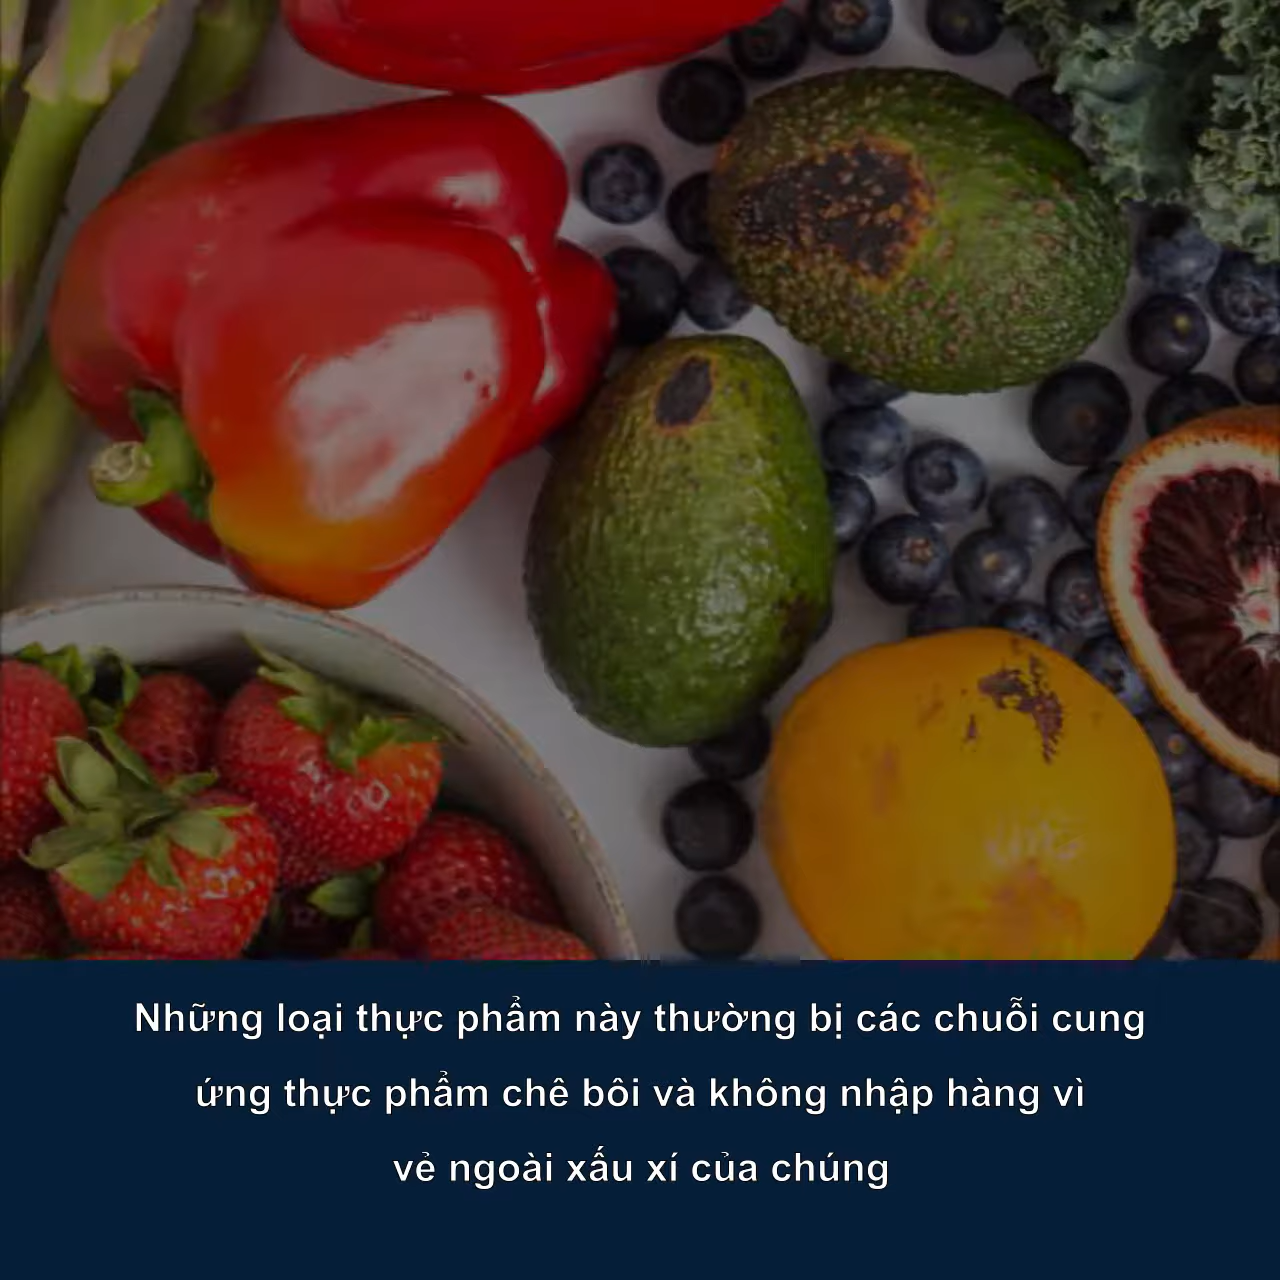 Những loại thực phẩm này thường bị các chuỗi cung
ứng thực phẩm chê bôi và không nhập hàng vì
vẻ ngoài xấu xí của chúng